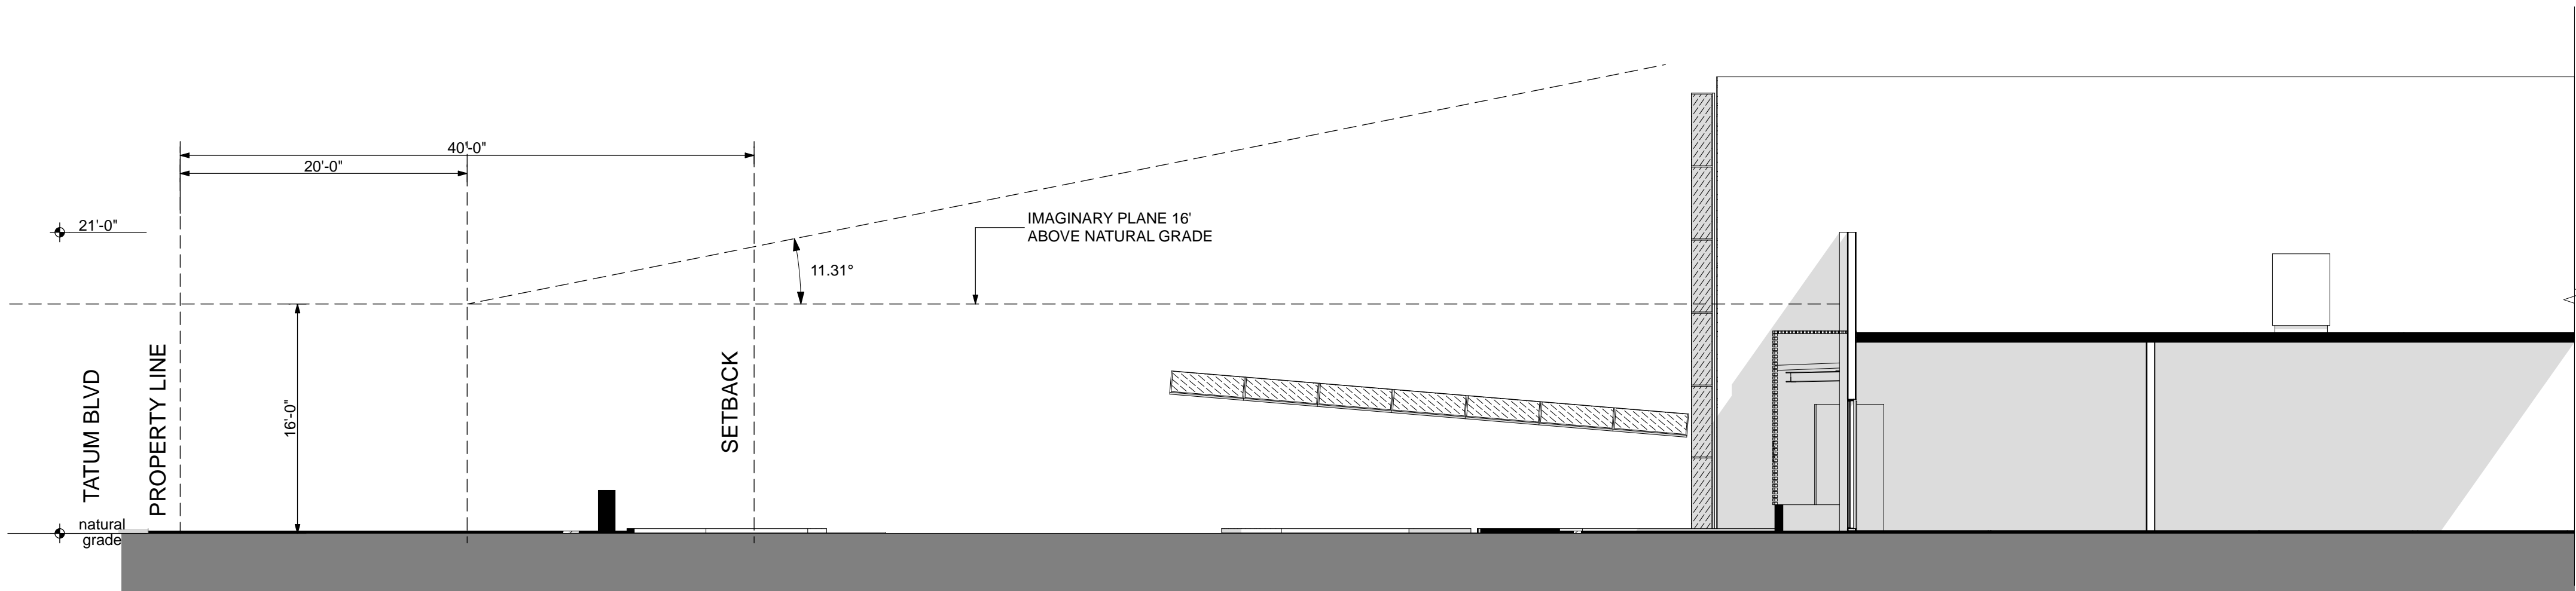 40'-0"
20'-0"
21'-0"
IMAGINARY PLANE 16'
ABOVE NATURAL GRADE
11.31°
16'-0"
TATUM BLVD
PROPERTY LINE
SETBACK
natural
grade